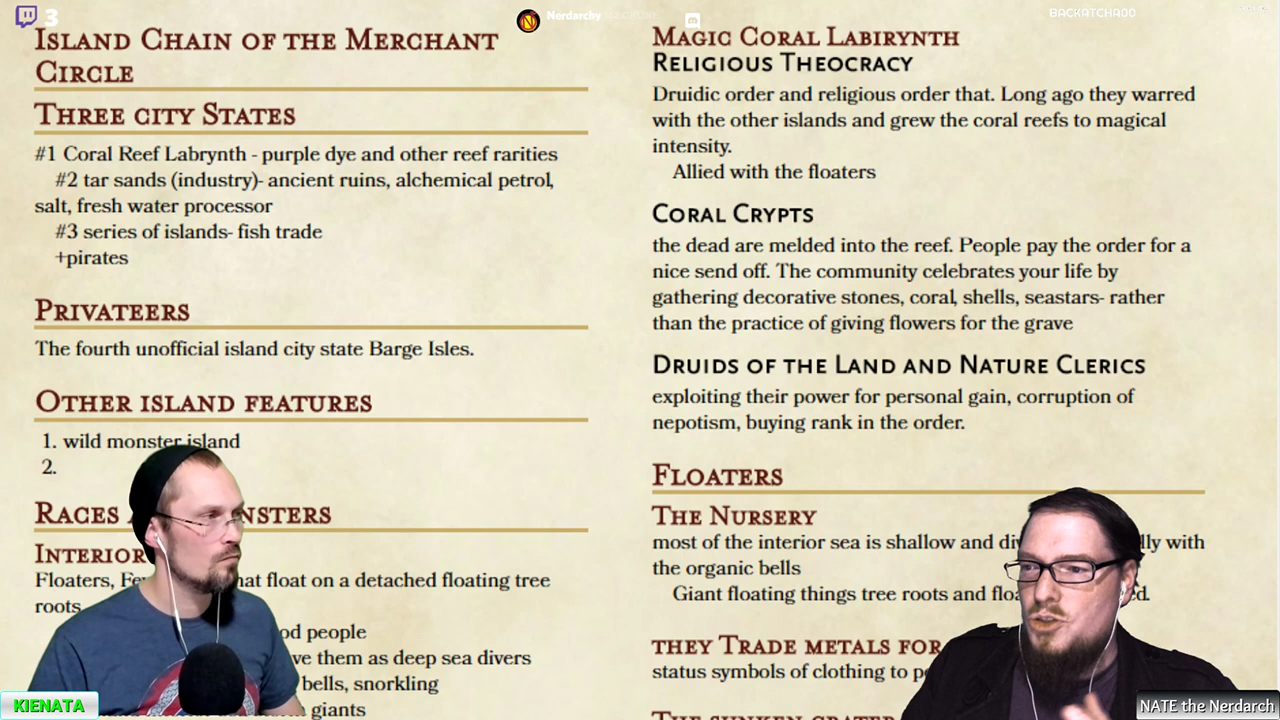 3
Nerdarchy
BACKATCHA00
ISLAND CHAIN OF THE MERCHANT
CIRCLE
THREE CITY STATES
#1 Coral Reef Labrynth - purple dye and other reef rarities
#2 tar sands (industry)- ancient ruins, alchemical petrol,
salt, fresh water processor
#3 series of islands- fish trade
+pirates
PRIVATEERS
The fourth unofficial island city state Barge Isles.
OTHER ISLAND FEATURES
1. wild monster island
2.
RACES
INTERIOR
Floaters, hat float on a detached floating tree
roots
od people
ve them as deep sea divers
bells, snorkling
giants
MAGIC CORAL LABIRYNTH
RELIGIOUS THEOCRACY
Druidic order and religious order that. Long ago they warred
with the other islands and grew the coral reefs to magical
intensity.
Allied with the floaters
CORAL CRYPTS
the dead are melded into the reef. People pay the order for a
nice send off. The community celebrates your life by
gathering decorative stones, coral, shells, seastars- rather
than the practice of giving flowers for the grave
DRUIDS OF THE LAND AND NATURE CLERICS
exploiting their power for personal gain, corruption of
nepotism, buying rank in the order.
FLOATERS
THE NURSERY
most of the interior sea is shallow and div lly with
the organic bells
Giant floating things tree roots and floa ed.
THEY TRADE METALS FOR
status symbols of clothing to
KIENATA
NATE the Nerdarch